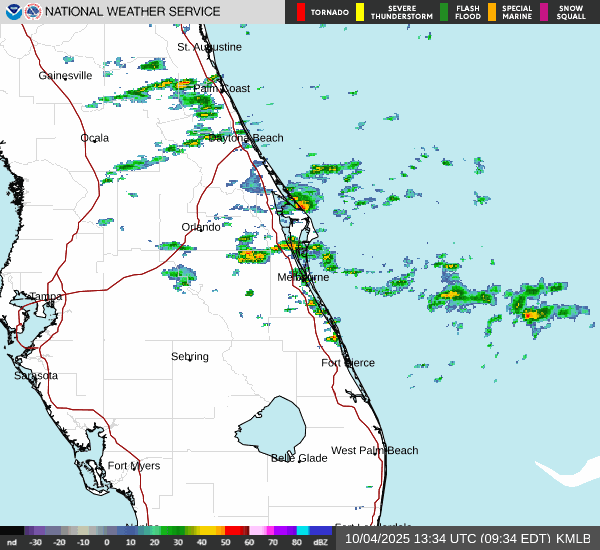 NATIONAL WEATHER SERVICE
TORNADO
SEVERE THUNDERSTORM
FLASH FLOOD
SPECIAL MARINE
SNOW SQUALL
St. Augustine
Gainesville
Palm Coast
Ocala
Daytona Beach
Orlando
Melbourne
Tampa
Sebring
Fort Pierce
Sarasota
West Palm Beach
Belle Glade
Fort Myers
nd -30 -20 -10 0 10 20 30 40 50 60 70 80 dBZ
10/04/2025 13:34 UTC (09:34 EDT) KMLB